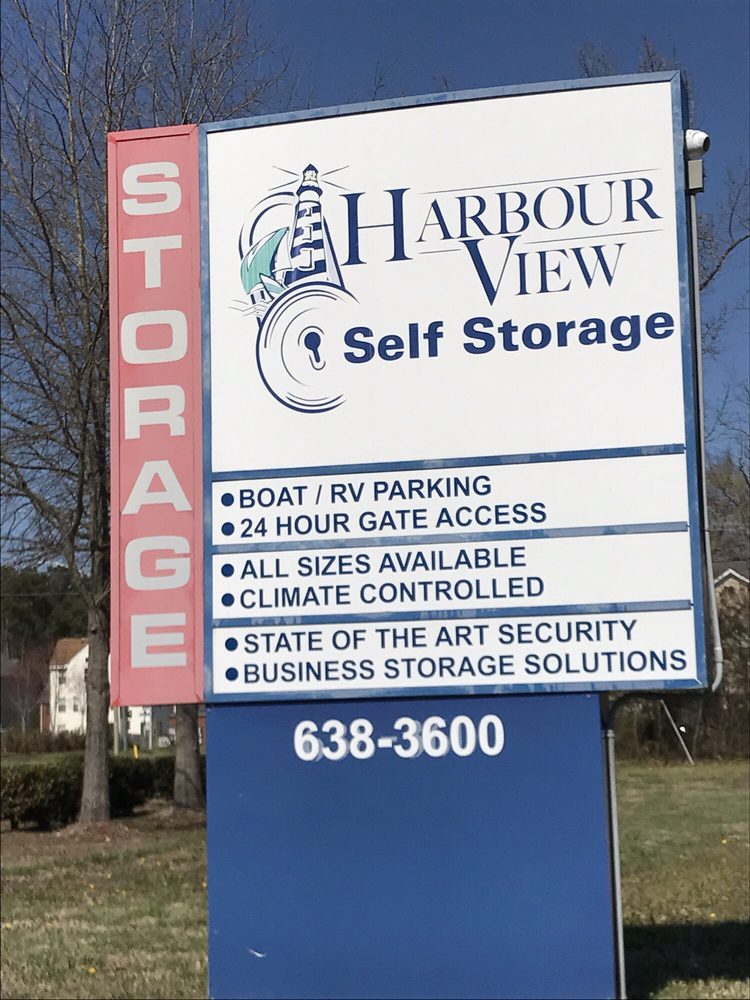 STORAGE
HARBOUR
VIEW
Self Storage
• BOAT / RV PARKING
• 24 HOUR GATE ACCESS
• ALL SIZES AVAILABLE
• CLIMATE CONTROLLED
• STATE OF THE ART SECURITY
• BUSINESS STORAGE SOLUTIONS
638-3600